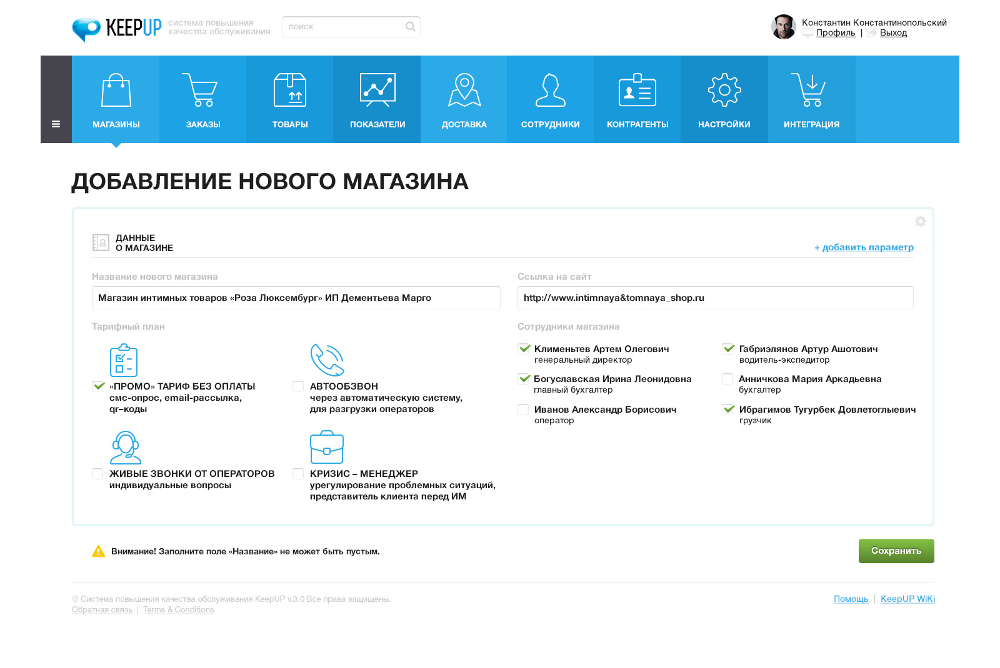 KEEPUP
система повышения
качества обслуживания
поиск
Константин Константинопольский
Профиль | Выход
МАГАЗИНЫ ЗАКАЗЫ ТОВАРЫ ПОКАЗАТЕЛИ ДОСТАВКА СОТРУДНИКИ КОНТРАГЕНТЫ НАСТРОЙКИ ИНТЕГРАЦИЯ
ДОБАВЛЕНИЕ НОВОГО МАГАЗИНА
ДАННЫЕ
О МАГАЗИНЕ
+ добавить параметр
Название нового магазина
Магазин интимных товаров «Роза Люксембург» ИП Дементьева Марго
Ссылка на сайт
http://www.intimnaya&tomnaya_shop.ru
Тарифный план
«ПРОМО» ТАРИФ БЕЗ ОПЛАТЫ
смс-опрос, email-рассылка,
qr–коды
АВТООБЗВОН
через автоматическую систему,
для разгрузки операторов
ЖИВЫЕ ЗВОНКИ ОТ ОПЕРАТОРОВ
индивидуальные вопросы
КРИЗИС – МЕНЕДЖЕР
урегулирование проблемных ситуаций,
представитель клиента перед ИМ
Сотрудники магазина
Климентьев Артем Олегович
генеральный директор
Габриэлянов Артур Ашотович
водитель-экспедитор
Богуславская Ирина Леонидовна
главный бухгалтер
Анничкова Мария Аркадьевна
бухгалтер
Иванов Александр Борисович
оператор
Ибрагимов Тугурбек Довлетоглыевич
грузчик
Внимание! Заполните поле «Название» не может быть пустым.
Сохранить
© Система повышения качества обслуживания KeepUP v.3.0 Все права защищены.
Обратная связь | Terms & Conditions
Помощь | KeepUP WiKi